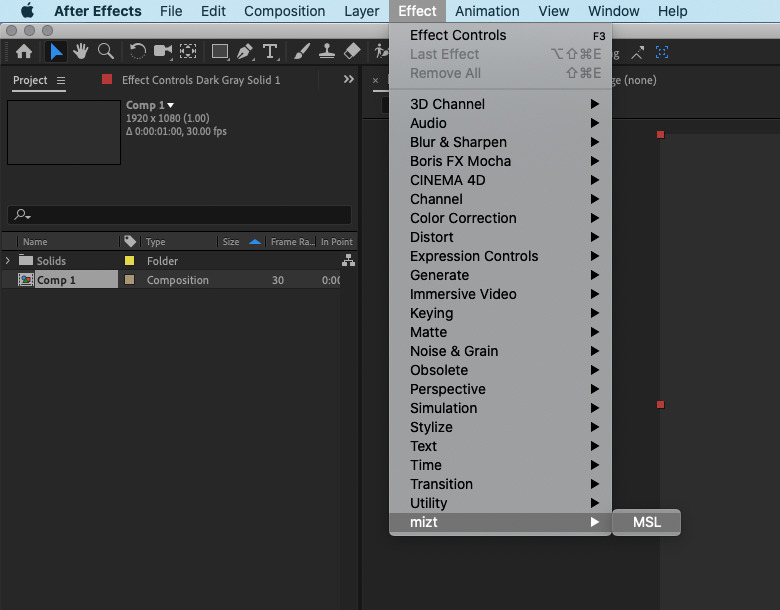 After Effects File Edit Composition Layer Effect Animation View Window Help
Project Effect Controls Dark Gray Solid 1
Comp 1
1920 x 1080 (1.00)
Δ 0:00:01:00, 30.00 fps
Name Type Size Frame Ra... In Point
Solids Folder
Comp 1 Composition 30 0:00
Effect Controls F3
Last Effect ⌥⇧⌘E
Remove All ⇧⌘E
3D Channel
Audio
Blur & Sharpen
Boris FX Mocha
CINEMA 4D
Channel
Color Correction
Distort
Expression Controls
Generate
Immersive Video
Keying
Matte
Noise & Grain
Obsolete
Perspective
Simulation
Stylize
Text
Time
Transition
Utility
mizt MSL
(none)